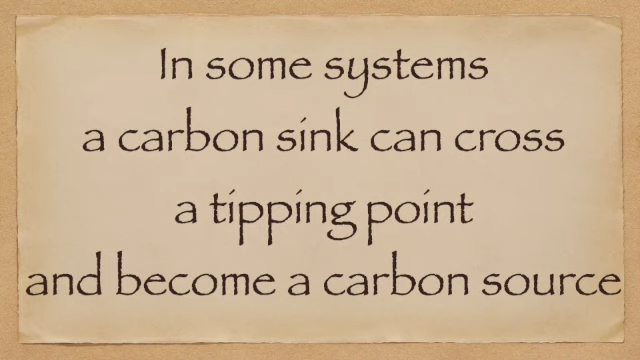 In some systems
a carbon sink can cross
a tipping point
and become a carbon source